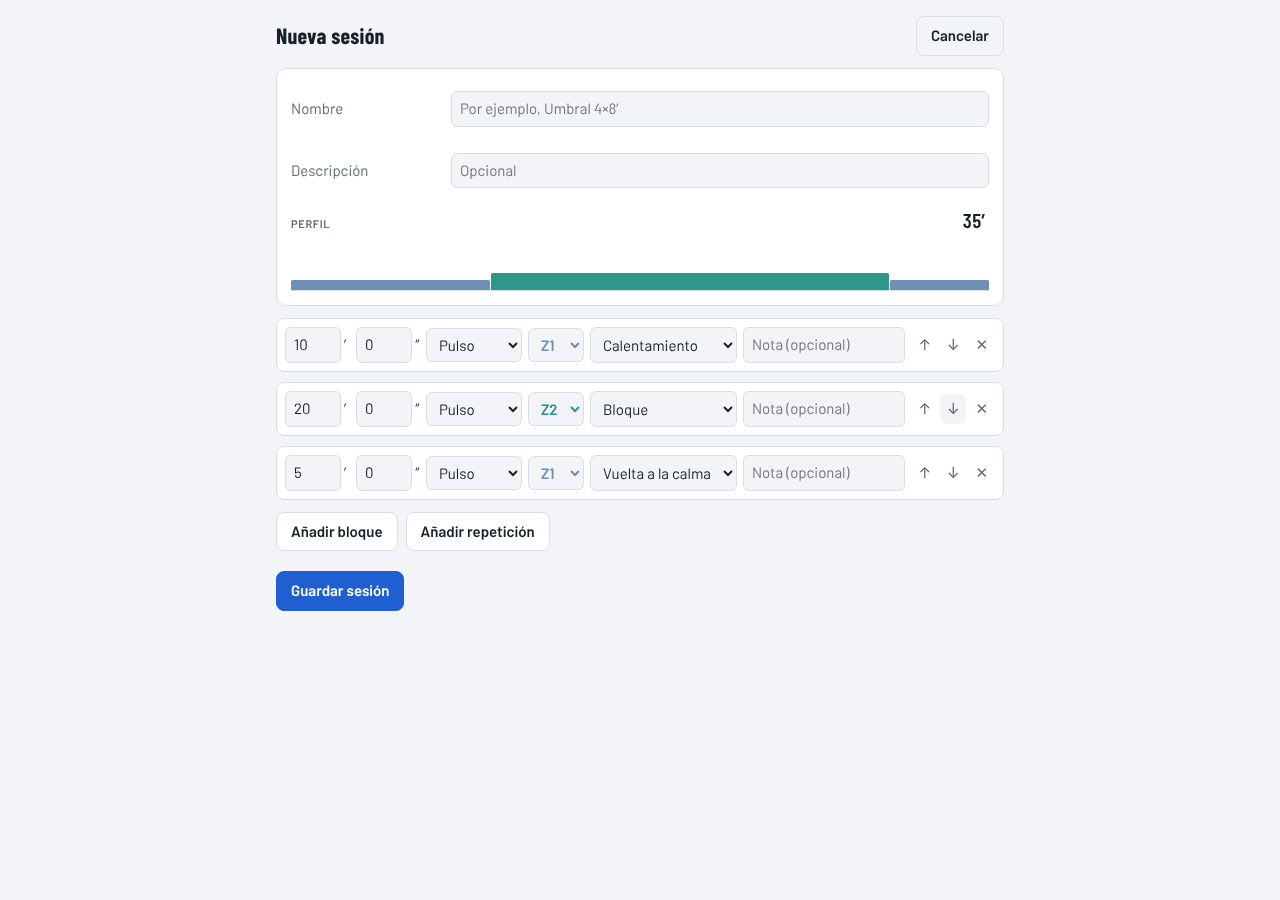 Nueva sesión
Cancelar
Nombre
Por ejemplo, Umbral 4×8′
Descripción
Opcional
PERFIL
35′
10 ′ 0 ″ Pulso Z1 Calentamiento Nota (opcional) ↑ ↓ ✕
20 ′ 0 ″ Pulso Z2 Bloque Nota (opcional) ↑ ↓ ✕
5 ′ 0 ″ Pulso Z1 Vuelta a la calma Nota (opcional) ↑ ↓ ✕
Añadir bloque Añadir repetición
Guardar sesión